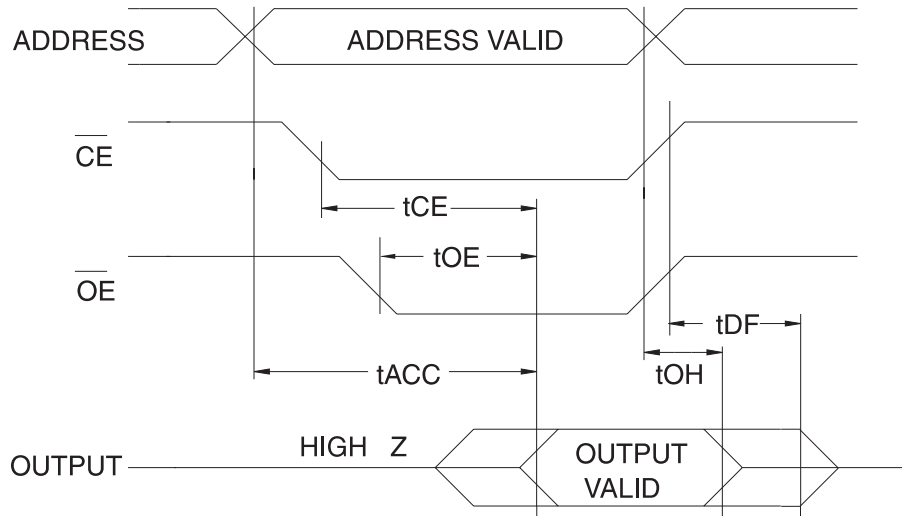 ADDRESS
ADDRESS VALID
CE
tCE
tOE
OE
tDF
tACC
tOH
HIGH Z
OUTPUT
OUTPUT
VALID